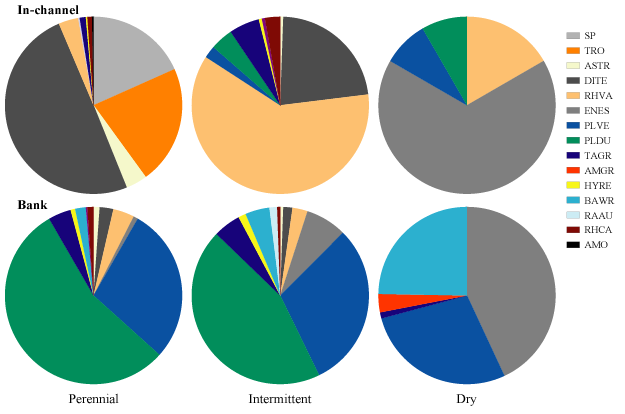 In-channel
SP
TRO
ASTR
DITE
RHVA
ENES
PLVE
PLDU
TAGR
AMGR
HYRE
BAWR
RAAU
RHCA
AMO
Bank
Perennial
Intermittent
Dry